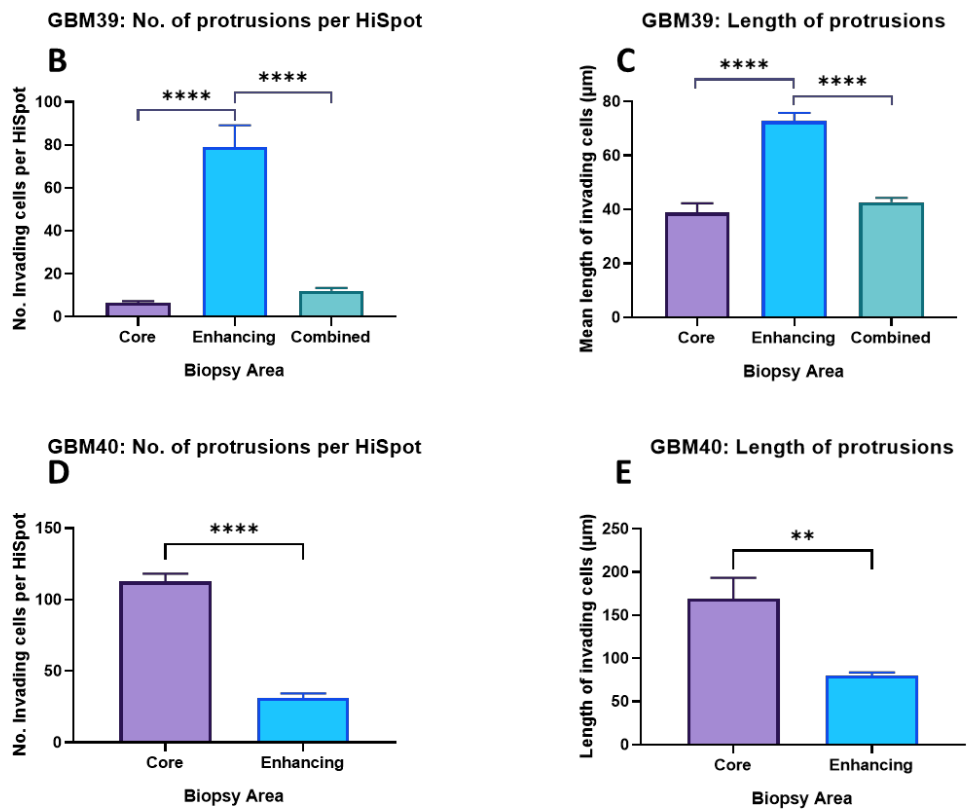 GBM39: No. of protrusions per HiSpot
B
No. Invading cells per HiSpot
100
80
60
40
20
0
****
****
Core
Enhancing
Combined
Biopsy Area
GBM39: Length of protrusions
C
Mean length of invading cells (µm)
80
60
40
20
0
****
****
Core
Enhancing
Combined
Biopsy Area
GBM40: No. of protrusions per HiSpot
D
No. Invading cells per HiSpot
150
100
50
0
****
Core
Enhancing
Biopsy Area
GBM40: Length of protrusions
E
Length of invading cells (µm)
250
200
150
100
50
0
**
Core
Enhancing
Biopsy Area